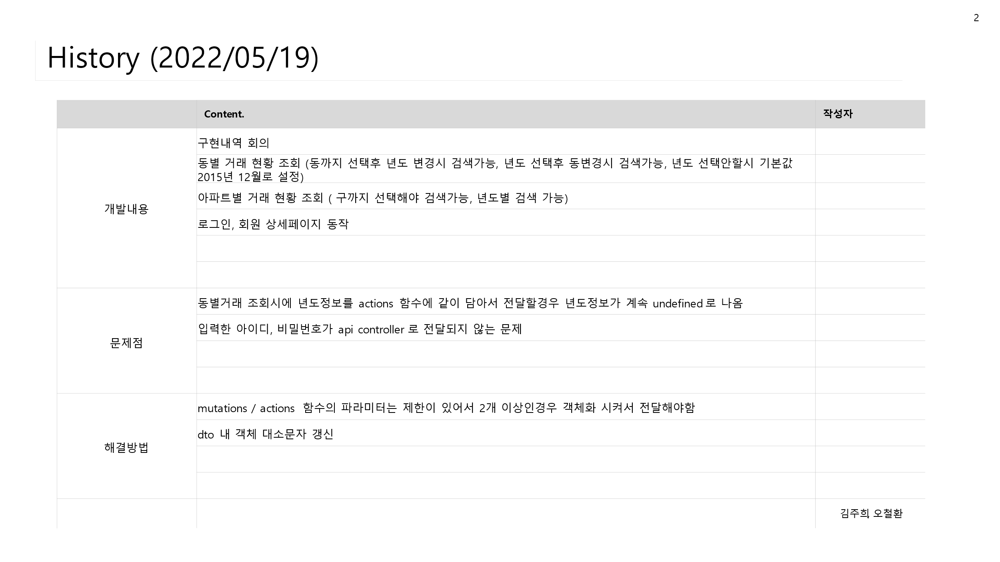 2
History (2022/05/19)
Content.
작성자
개발내용
구현내역 회의
동별 거래 현황 조회 (동까지 선택후 년도 변경시 검색가능, 년도 선택후 동변경시 검색가능, 년도 선택안할시 기본값
2015년 12월로 설정)
아파트별 거래 현황 조회 ( 구까지 선택해야 검색가능, 년도별 검색 가능)
로그인, 회원 상세페이지 동작
문제점
동별거래 조회시에 년도정보를 actions 함수에 같이 담아서 전달할경우 년도정보가 계속 undefined로 나옴
입력한 아이디, 비밀번호가 api controller로 전달되지 않는 문제
해결방법
mutations / actions 함수의 파라미터는 제한이 있어서 2개 이상인경우 객체화 시켜서 전달해야함
dto 내 객체 대소문자 갱신
김주희, 오철환